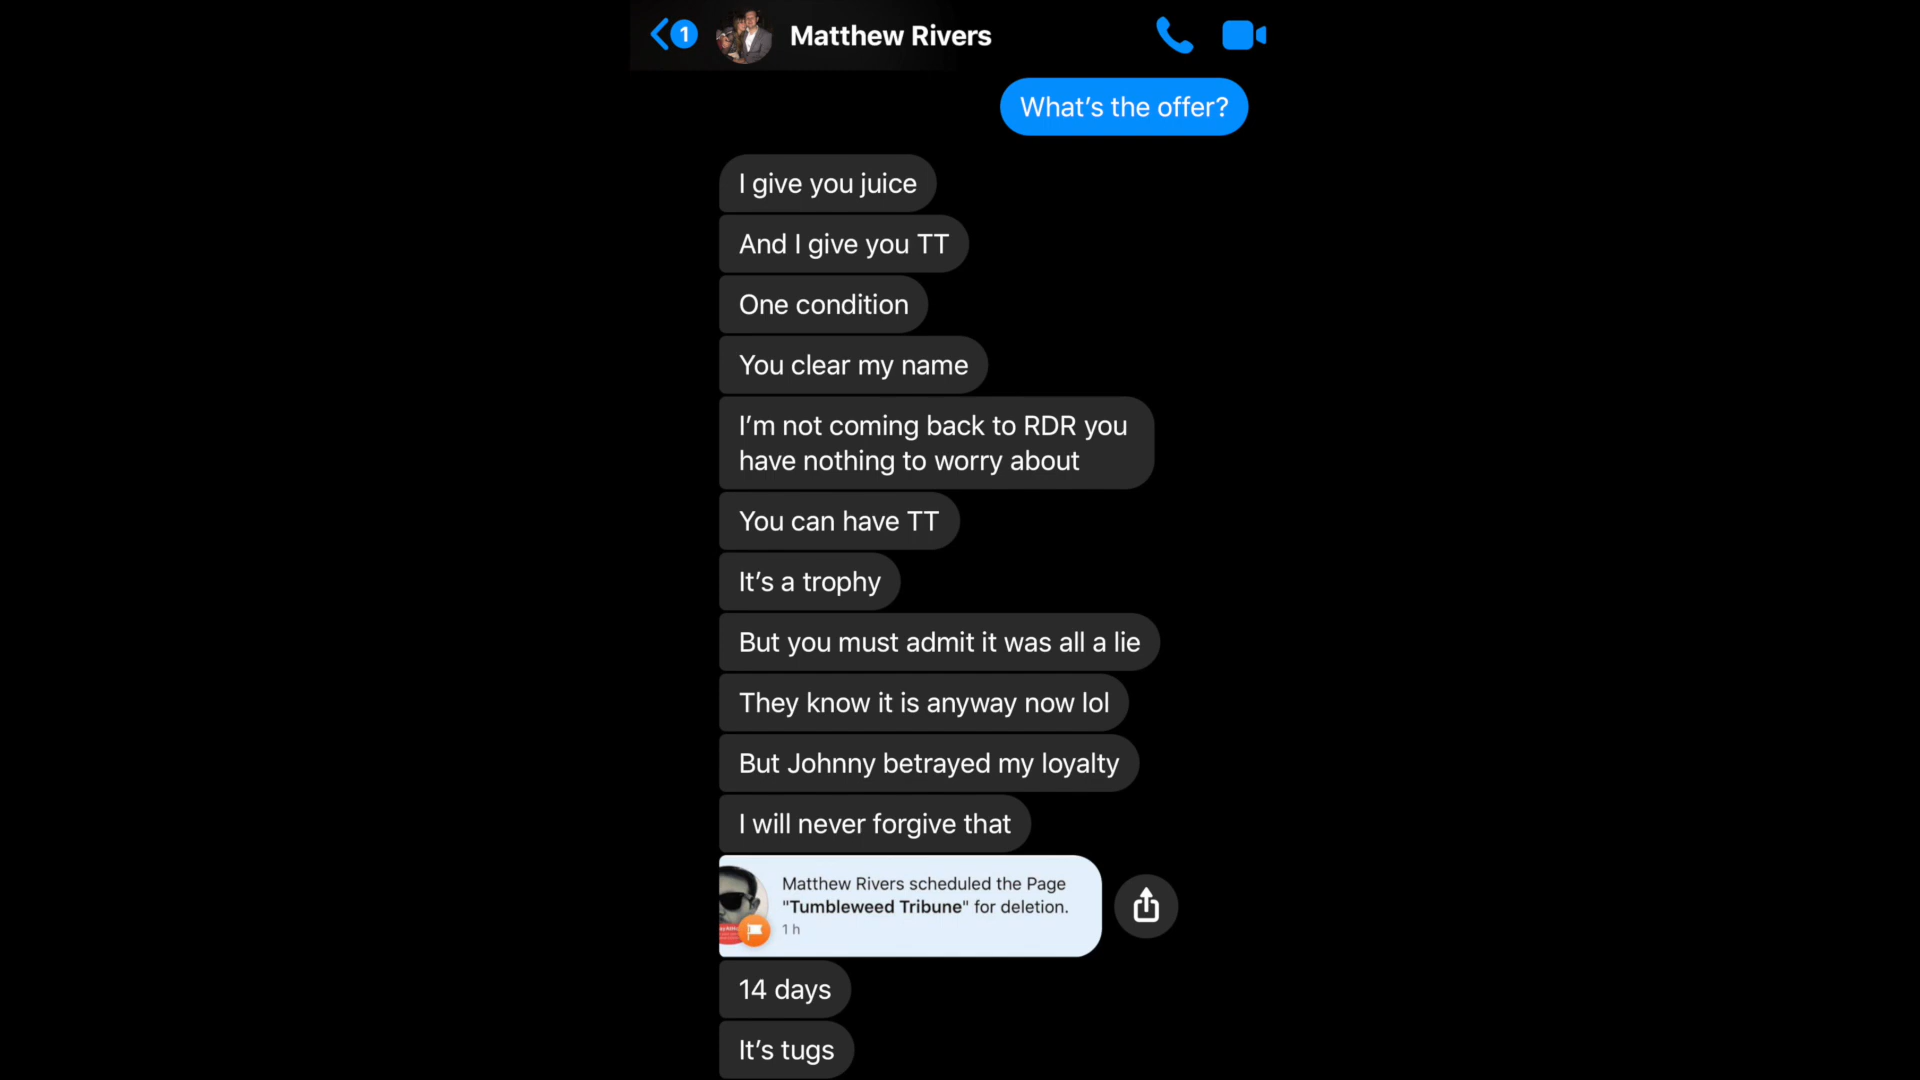 1
Matthew Rivers
What's the offer?
I give you juice
And I give you TT
One condition
You clear my name
I'm not coming back to RDR you
have nothing to worry about
You can have TT
It's a trophy
But you must admit it was all a lie
They know it is anyway now lol
But Johnny betrayed my loyalty
I will never forgive that
Matthew Rivers scheduled the Page
"Tumbleweed Tribune" for deletion.
1 h
14 days
It's tugs